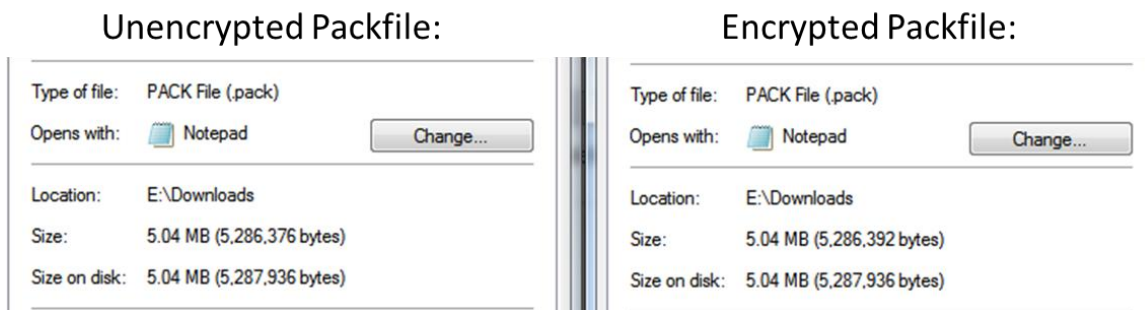 Unencrypted Packfile:
Type of file: PACK File (.pack)
Opens with: Notepad Change...
Location: E:\Downloads
Size: 5.04 MB (5,286,376 bytes)
Size on disk: 5.04 MB (5,287,936 bytes)
Encrypted Packfile:
Type of file: PACK File (.pack)
Opens with: Notepad Change...
Location: E:\Downloads
Size: 5.04 MB (5,286,392 bytes)
Size on disk: 5.04 MB (5,287,936 bytes)